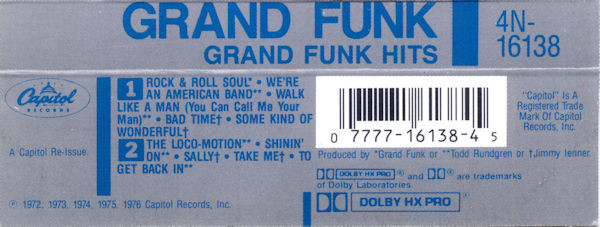 GRAND FUNK
GRAND FUNK HITS
4N-
16138
Capitol
RECORDS
A Capitol Re-Issue.
1 ROCK & ROLL SOUL* • WE'RE
AN AMERICAN BAND** • WALK
LIKE A MAN (You Can Call Me Your
Man)** • BAD TIME† • SOME KIND OF
WONDERFUL†
2 THE LOCO-MOTION** • SHININ'
ON** • SALLY† • TAKE ME† • TO
GET BACK IN**
℗ 1972, 1973, 1974, 1975, 1976 Capitol Records, Inc.
0 7777-16138-4 5
"Capitol" Is A
Registered Trade
Mark Of Capitol
Records, Inc.
Produced by *Grand Funk or **Todd Rundgren or †Jimmy Ienner.
DOLBY HX PRO ® and ® are trademarks
of Dolby Laboratories.
DOLBY HX PRO ®